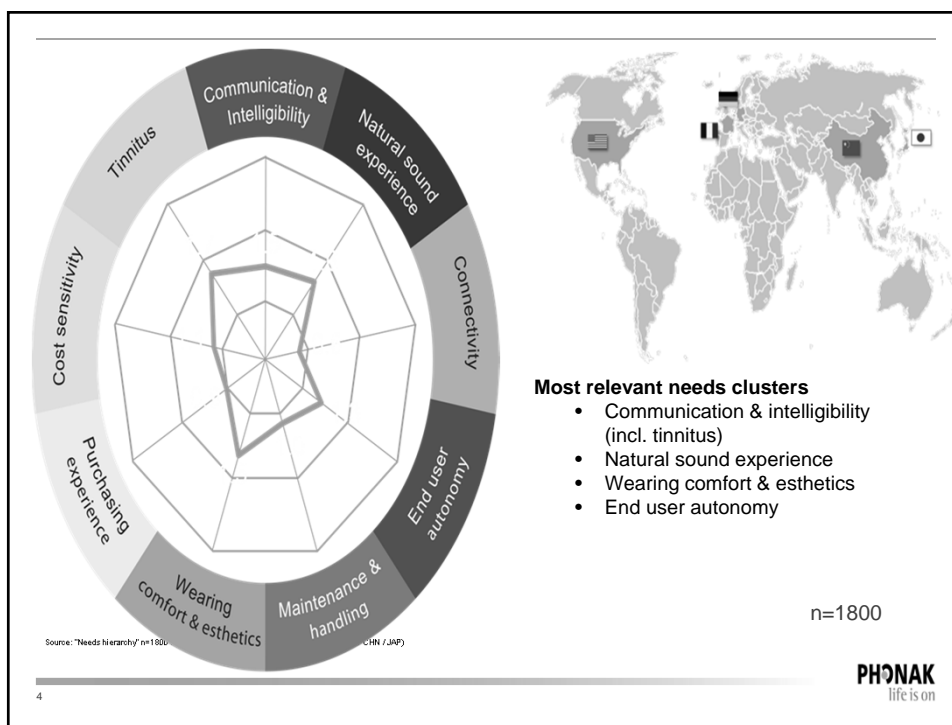 Communication &
Intelligibility
Natural sound
experience
Connectivity
End user
autonomy
Maintenance &
handling
Wearing
comfort & esthetics
Purchasing
experience
Cost sensitivity
Tinnitus
Most relevant needs clusters
• Communication & intelligibility
(incl. tinnitus)
• Natural sound experience
• Wearing comfort & esthetics
• End user autonomy
n=1800
Source: "Needs hierarchy" n=1800
CHN / JAP)
4
PHONAK
life is on